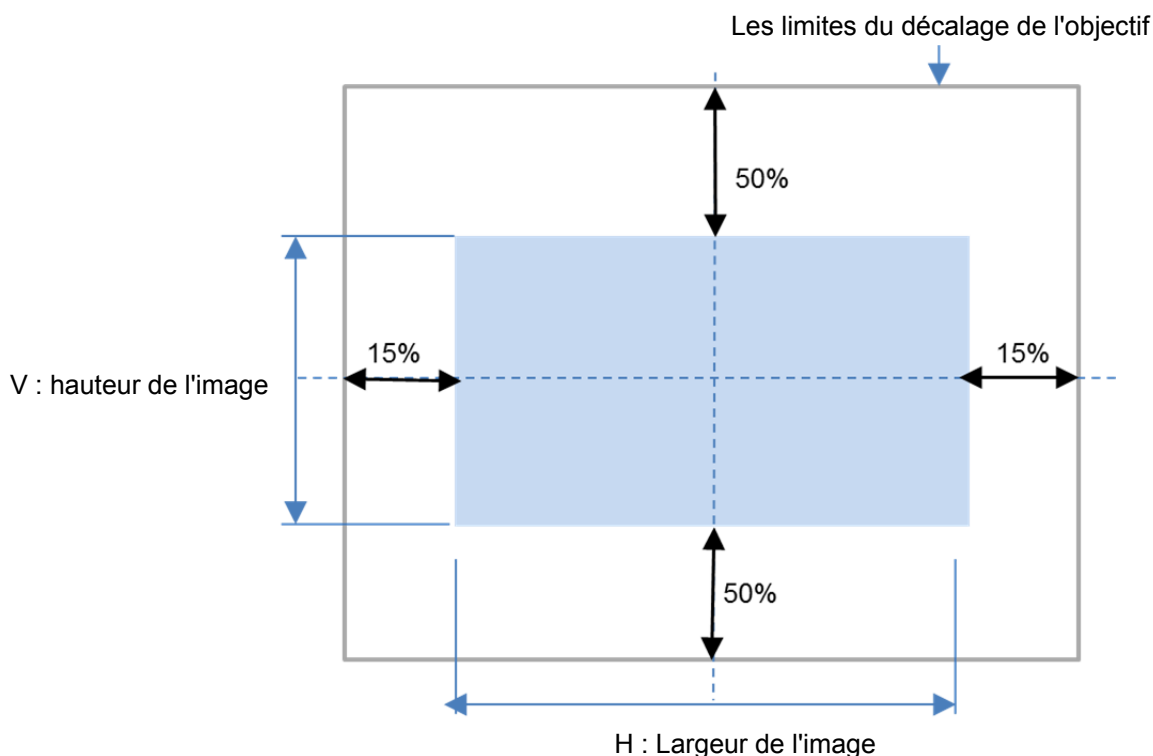 Les limites du décalage de l'objectif
50%
15%
15%
V : hauteur de l'image
50%
H : Largeur de l'image